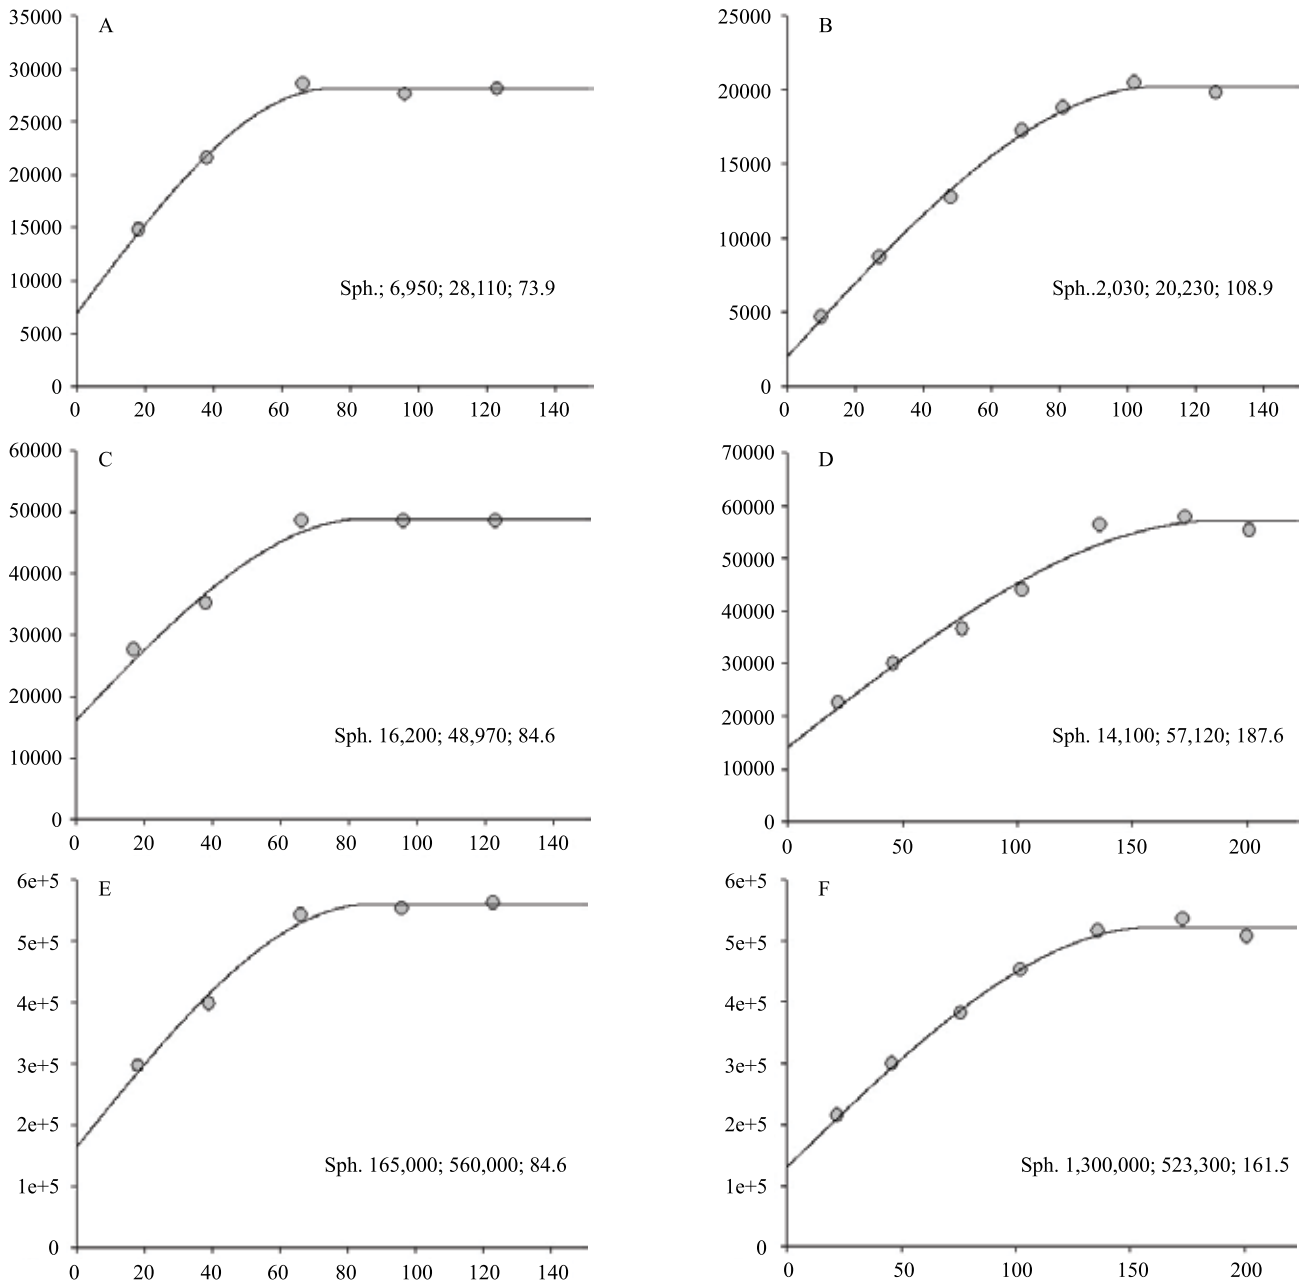 A
35000
30000
25000
20000
15000
10000
5000
0
Sph.; 6,950; 28,110; 73.9
0 20 40 60 80 100 120 140
B
25000
20000
15000
10000
5000
0
Sph..2,030; 20,230; 108.9
0 20 40 60 80 100 120 140
C
60000
50000
40000
30000
20000
10000
0
Sph. 16,200; 48,970; 84.6
0 20 40 60 80 100 120 140
D
70000
60000
50000
40000
30000
20000
10000
0
Sph. 14,100; 57,120; 187.6
0 50 100 150 200
E
6e+5
5e+5
4e+5
3e+5
2e+5
1e+5
0
Sph. 165,000; 560,000; 84.6
0 20 40 60 80 100 120 140
F
6e+5
5e+5
4e+5
3e+5
2e+5
1e+5
0
Sph. 1,300,000; 523,300; 161.5
0 50 100 150 200